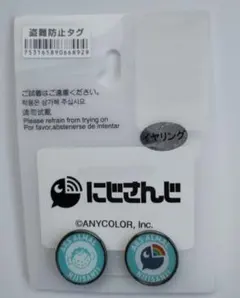 盗難防止タグ
ご試着はご遠慮ください。
착용은 삼가해 주십시오.
请勿试戴
Please refrain from trying on
Por favor,abstenerse de intentar
イヤリング
にじさんじ
©ANYCOLOR, Inc.
NIJISANJI
NIJISANJI